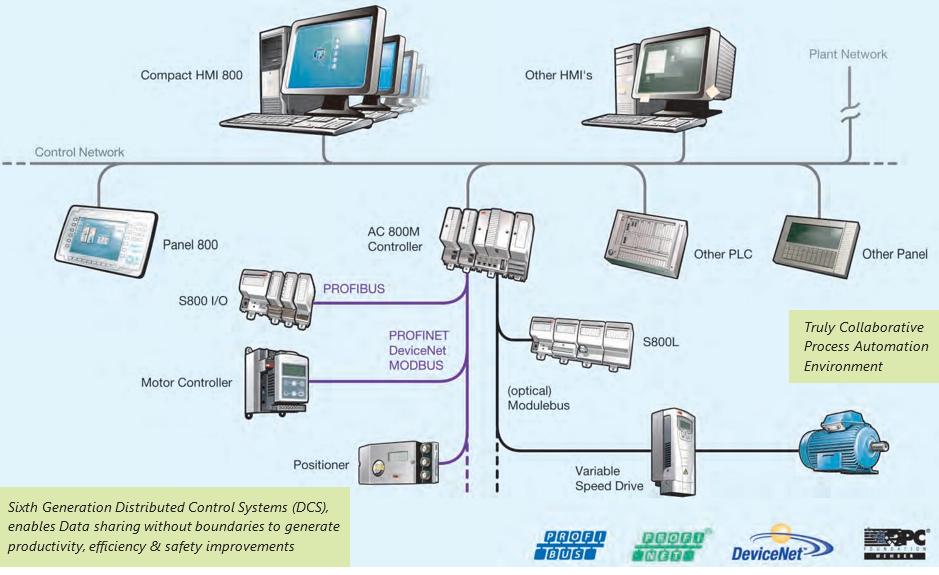 Compact HMI 800
Other HMI's
Plant Network
Control Network
Panel 800
AC 800M
Controller
Other PLC
Other Panel
S800 I/O
PROFIBUS
PROFINET
DeviceNet
MODBUS
S800L
Truly Collaborative
Process Automation
Environment
Motor Controller
(optical)
Modulebus
Positioner
Variable
Speed Drive
Sixth Generation Distributed Control Systems (DCS),
enables Data sharing without boundaries to generate
productivity, efficiency & safety improvements
PROFI
BUS
PROFI
NET
DeviceNet
OPC
FOUNDATION
MEMBER